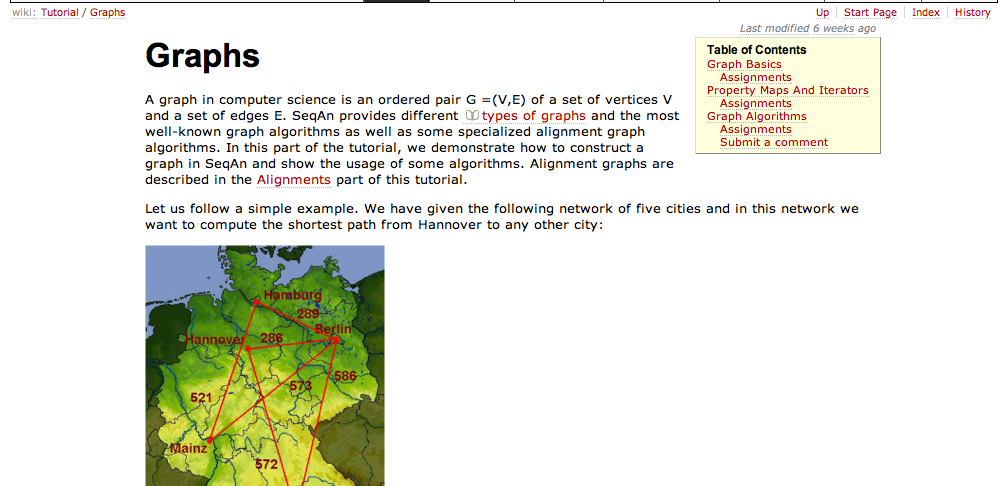 wiki: Tutorial / Graphs
Up Start Page Index History
Last modified 6 weeks ago
Graphs
Table of Contents
Graph Basics
Assignments
Property Maps And Iterators
Assignments
Graph Algorithms
Assignments
Submit a comment
A graph in computer science is an ordered pair G =(V,E) of a set of vertices V
and a set of edges E. SeqAn provides different types of graphs and the most
well-known graph algorithms as well as some specialized alignment graph
algorithms. In this part of the tutorial, we demonstrate how to construct a
graph in SeqAn and show the usage of some algorithms. Alignment graphs are
described in the Alignments part of this tutorial.
Let us follow a simple example. We have given the following network of five cities and in this network we
want to compute the shortest path from Hannover to any other city:
Hamburg
289
Berlin
Hannover 286
586
573
521
Mainz
572